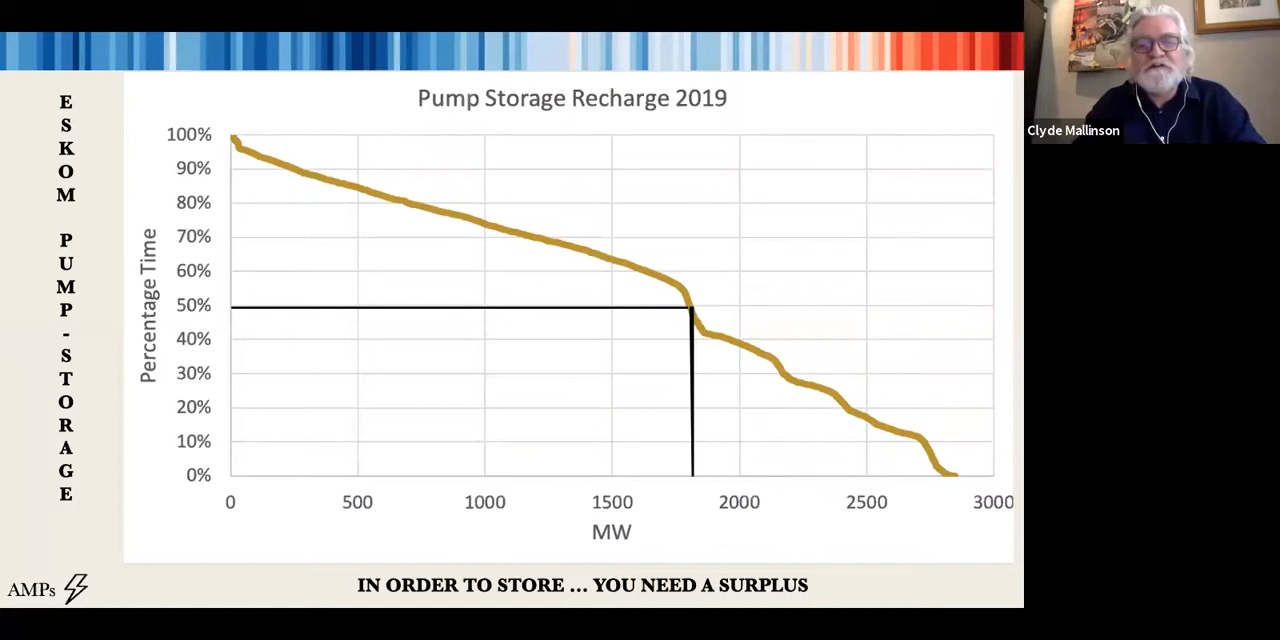 Pump Storage Recharge 2019
ESKOM PUMP-STORAGE
Percentage Time
100%
90%
80%
70%
60%
50%
40%
30%
20%
10%
0%
0 500 1000 1500 2000 2500 3000
MW
AMPs
IN ORDER TO STORE ... YOU NEED A SURPLUS
Clyde Mallinson